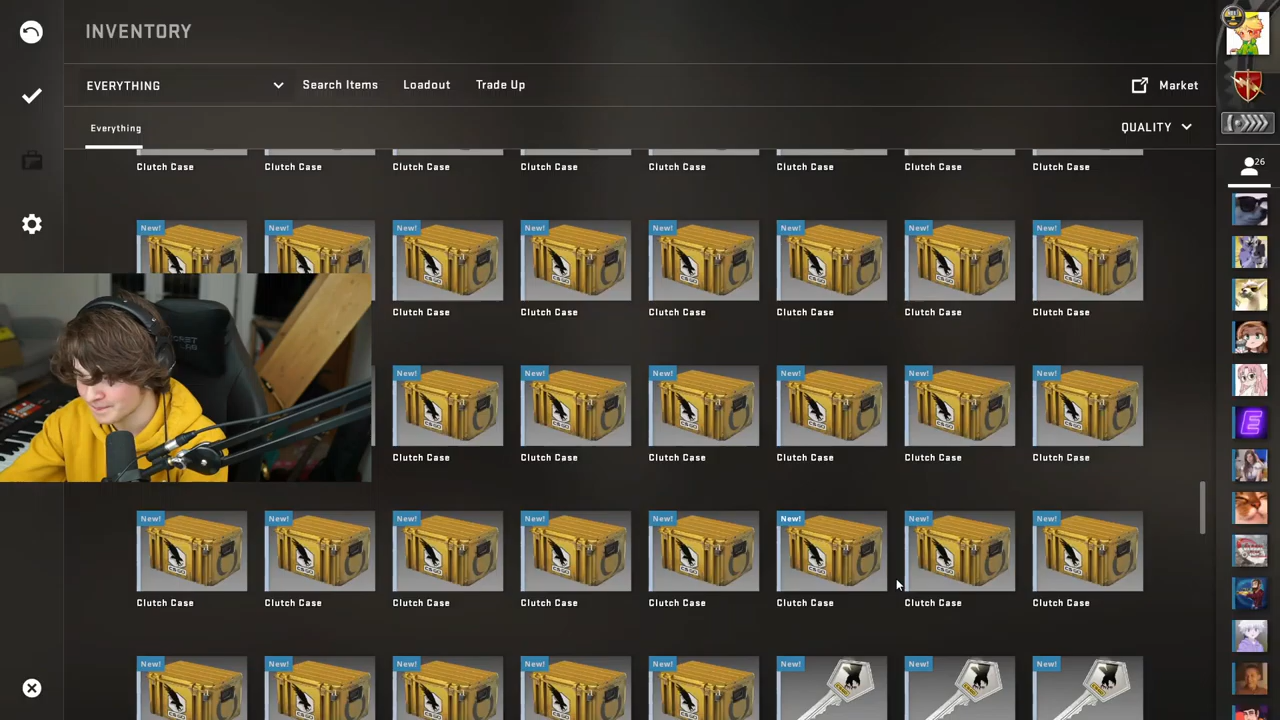 INVENTORY
EVERYTHING Search Items Loadout Trade Up Market
Everything QUALITY
26
Clutch Case Clutch Case Clutch Case Clutch Case Clutch Case Clutch Case Clutch Case Clutch Case
New! New! New! New! New! New! New! New!
Clutch Case Clutch Case Clutch Case Clutch Case Clutch Case Clutch Case
New! New! New! New! New! New!
Clutch Case Clutch Case Clutch Case Clutch Case Clutch Case Clutch Case
New! New! New! New! New! New! New! New!
Clutch Case Clutch Case Clutch Case Clutch Case Clutch Case Clutch Case Clutch Case Clutch Case
New! New! New! New! New! New! New! New!